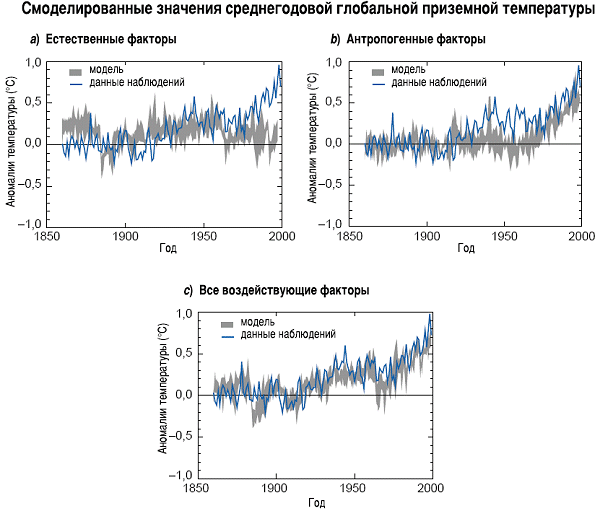 Смоделированные значения среднегодовой глобальной приземной температуры
a) Естественные факторы
Аномалии температуры (°C)
1,0
0,5
0,0
–0,5
–1,0
модель
данные наблюдений
1850 1900 1950 2000
Год
b) Антропогенные факторы
Аномалии температуры (°C)
1,0
0,5
0,0
–0,5
–1,0
модель
данные наблюдений
1850 1900 1950 2000
Год
c) Все воздействующие факторы
Аномалии температуры (°C)
1,0
0,5
0,0
–0,5
–1,0
модель
данные наблюдений
1850 1900 1950 2000
Год